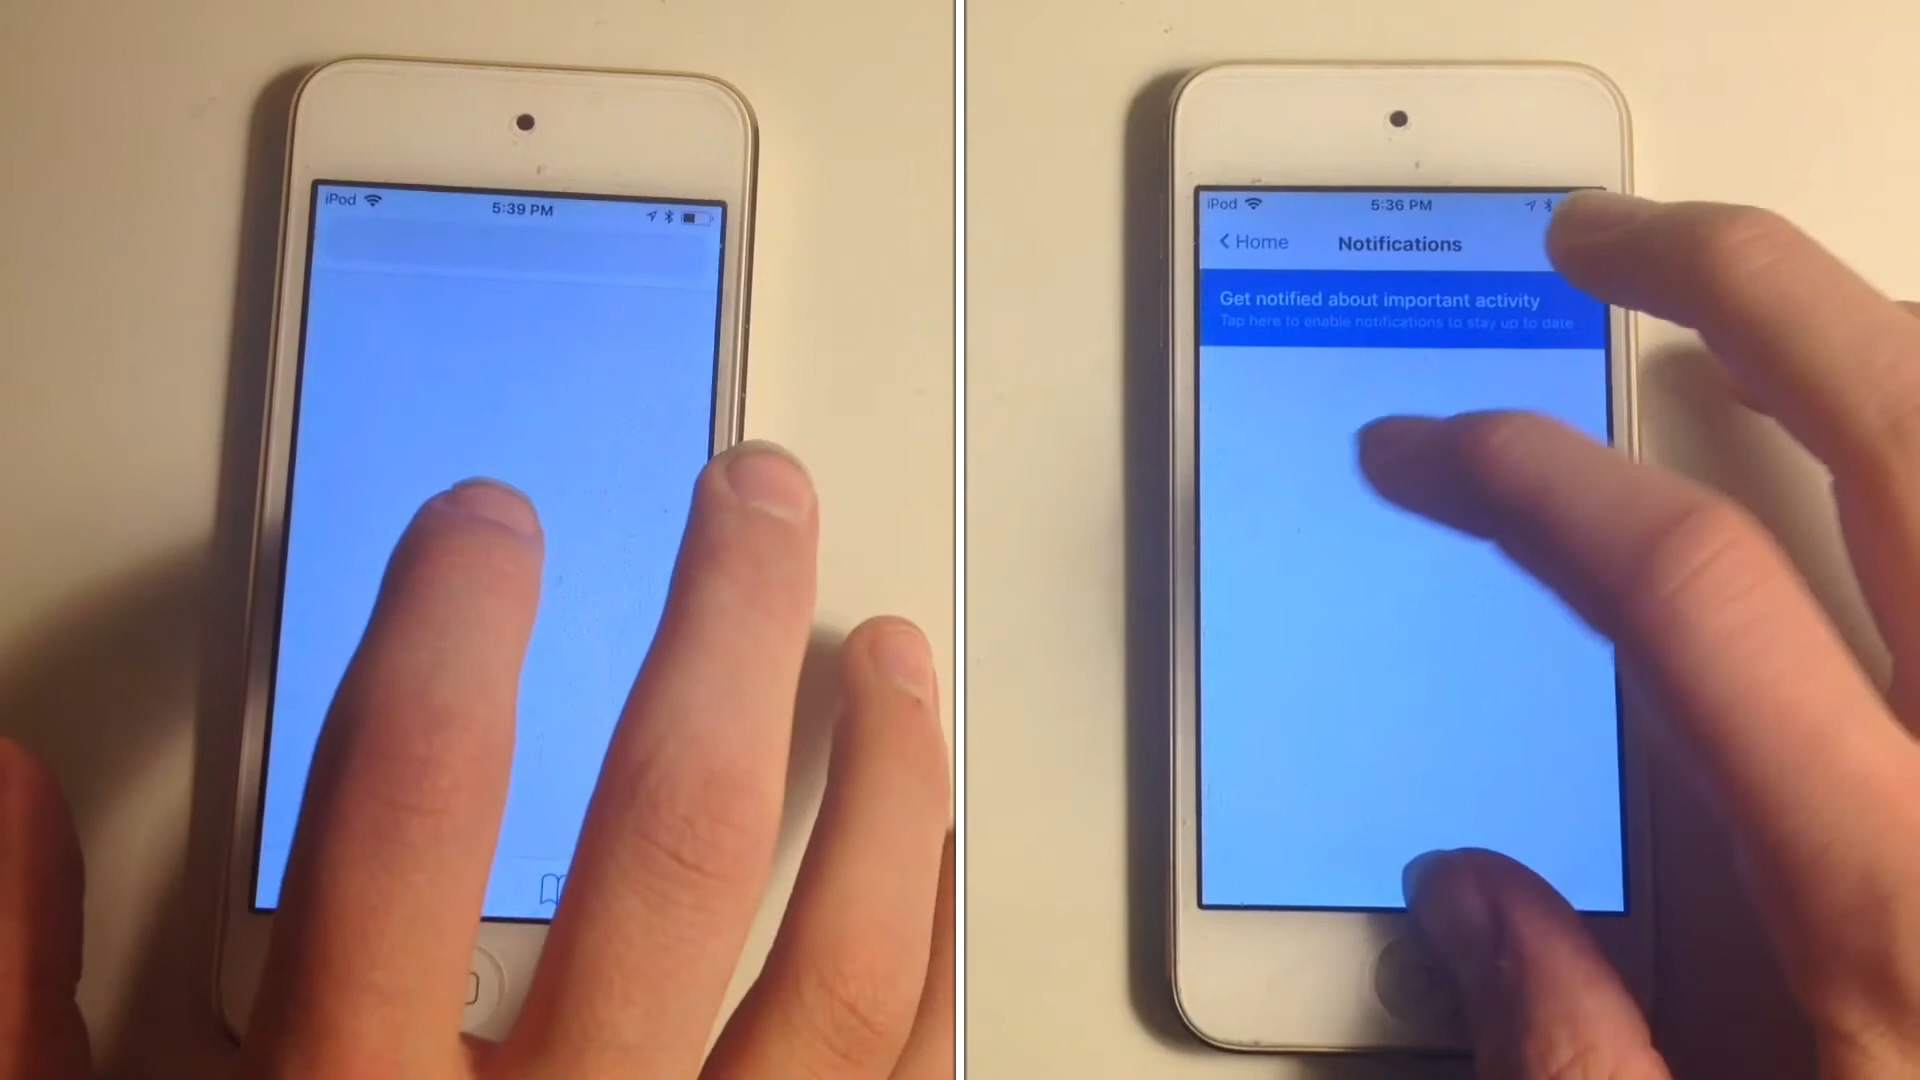 iPod
5:39 PM
iPod
5:36 PM
Home
Notifications
Get notified about important activity
Tap here to enable notifications to stay up to date